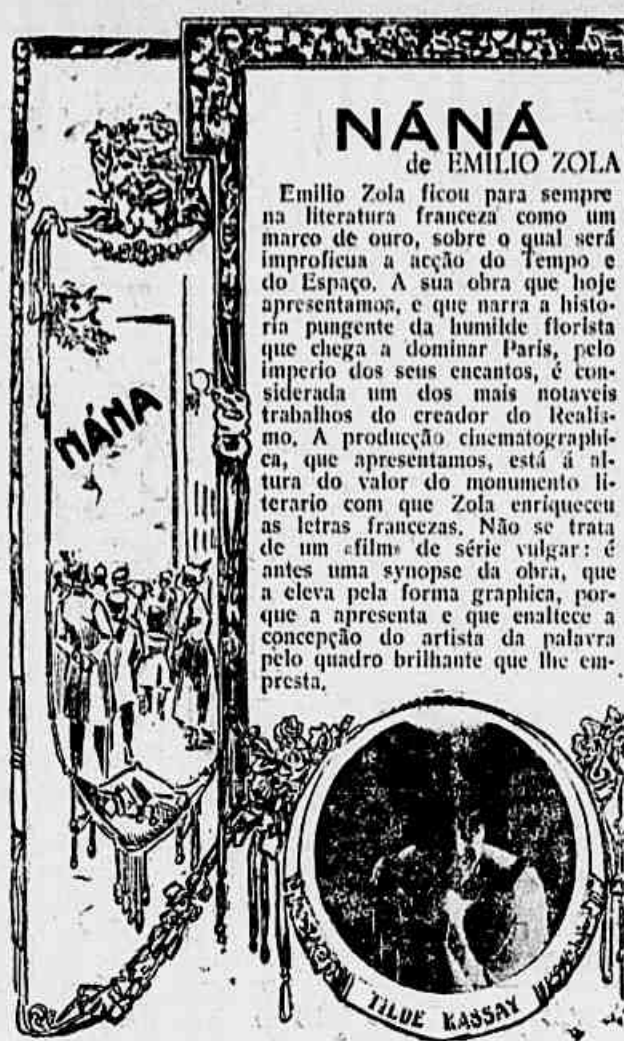 NÁNÁ
de EMILIO ZOLA
Emilio Zola ficou para sempre
na literatura franceza como um
marco de ouro, sobre o qual será
improficua a acção do Tempo e
do Espaço. A sua obra que hoje
apresentamos, e que narra a histo-
ria pungente da humilde florista
que chega a dominar Paris, pelo
imperio dos seus encantos, é con-
siderada um dos mais notaveis
trabalhos do creador do Realis-
mo. A producção cinematographi-
ca, que apresentamos, está á al-
tura do valor do monumento li-
terario com que Zola enriqueceu
as letras francezas. Não se trata
de um «film» de série vulgar: é
antes uma synopse da obra, que
a eleva pela forma graphica, por-
que a apresenta e que enaltece a
concepção do artista da palavra
pelo quadro brilhante que lhe em-
presta.
NÁNA
TILDE KASSAY